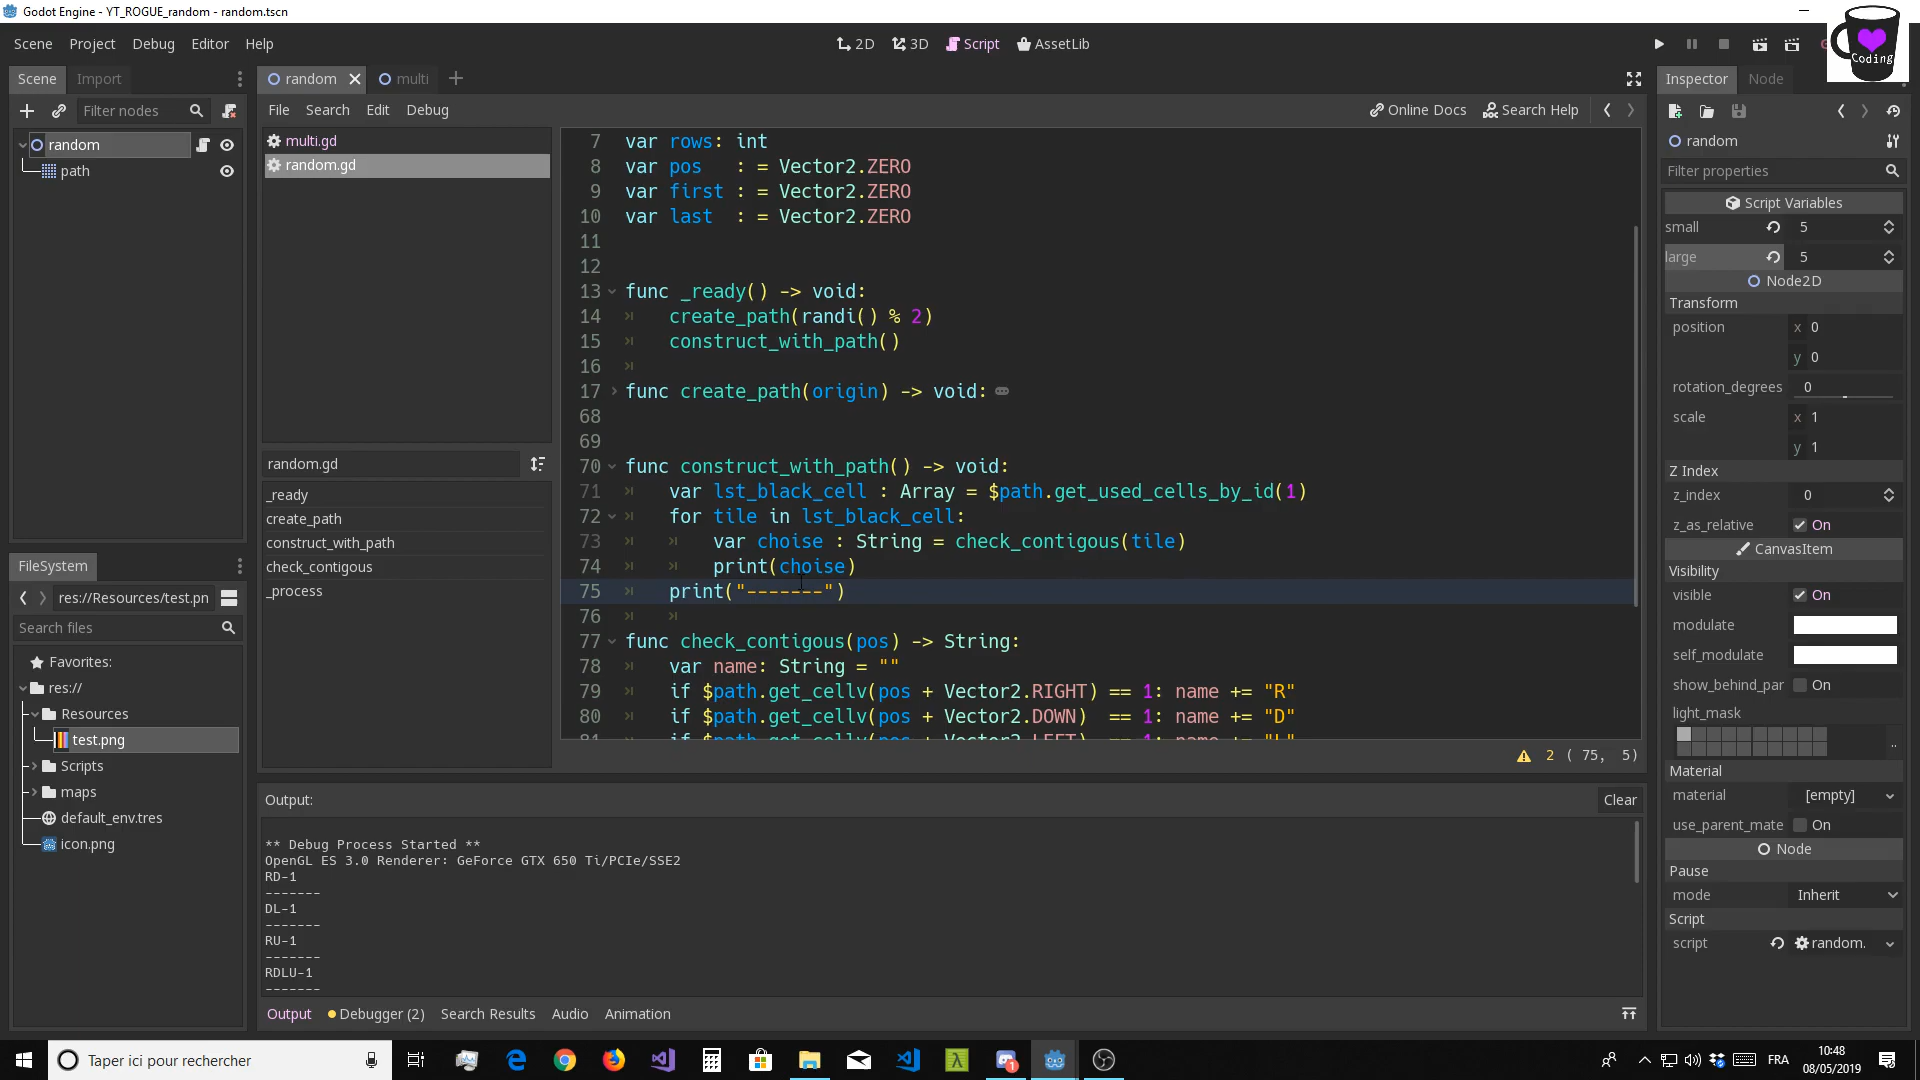 Godot Engine - YT_ROGUE_random - random.tscn
Scene Project Debug Editor Help
2D 3D Script AssetLib
Coding
Scene Import
random multi
Inspector Node
Filter nodes
File Search Edit Debug
Online Docs Search Help
random
path
multi.gd
random.gd
7 var rows: int
8 var pos : = Vector2.ZERO
9 var first : = Vector2.ZERO
10 var last : = Vector2.ZERO
11
12
13 func _ready() -> void:
14 create_path(randi() % 2)
15 construct_with_path()
16
17 func create_path(origin) -> void:
68
69
70 func construct_with_path() -> void:
71 var lst_black_cell : Array = $path.get_used_cells_by_id(1)
72 for tile in lst_black_cell:
73 var choise : String = check_contigous(tile)
74 print(choise)
75 print("-------")
76
77 func check_contigous(pos) -> String:
78 var name: String = ""
79 if $path.get_cellv(pos + Vector2.RIGHT) == 1: name += "R"
80 if $path.get_cellv(pos + Vector2.DOWN) == 1: name += "D"
81 if $path.get_cellv(pos + Vector2.LEFT) == 1: name += "L"
2 ( 75, 5)
random.gd
_ready
create_path
construct_with_path
check_contigous
_process
FileSystem
res://Resources/test.pn
Search files
Favorites:
res://
Resources
test.png
Scripts
maps
default_env.tres
icon.png
Output:
Clear
** Debug Process Started **
OpenGL ES 3.0 Renderer: GeForce GTX 650 Ti/PCIe/SSE2
RD-1
-------
DL-1
-------
RU-1
-------
RDLU-1
-------
Output Debugger (2) Search Results Audio Animation
random
Filter properties
Script Variables
small 5
large 5
Node2D
Transform
position x 0
y 0
rotation_degrees 0
scale x 1
y 1
Z Index
z_index 0
z_as_relative On
CanvasItem
Visibility
visible On
modulate
self_modulate
show_behind_par On
light_mask
..
Material
material [empty]
use_parent_mate On
Node
Pause
mode Inherit
Script
script random.
Taper ici pour rechercher
1
FRA
10:48
08/05/2019